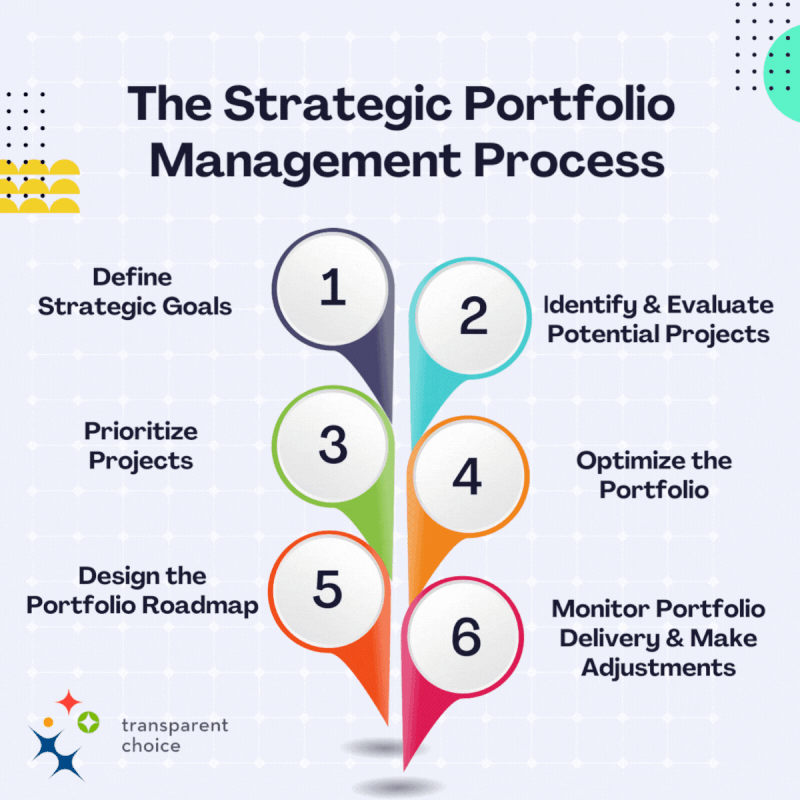 The Strategic Portfolio
Management Process
1
Define
Strategic Goals
2
Identify & Evaluate
Potential Projects
3
Prioritize
Projects
4
Optimize the
Portfolio
5
Design the
Portfolio Roadmap
6
Monitor Portfolio
Delivery & Make
Adjustments
transparent
choice